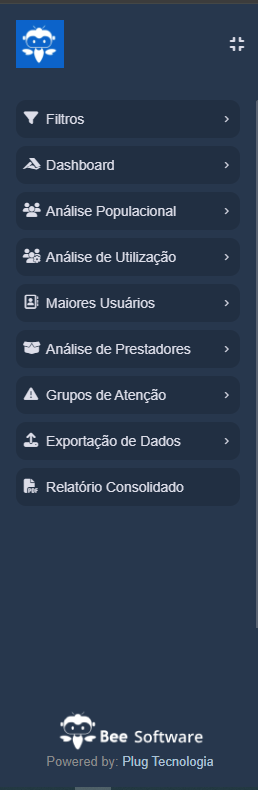 Filtros
Dashboard
Análise Populacional
Análise de Utilização
Maiores Usuários
Análise de Prestadores
Grupos de Atenção
Exportação de Dados
PDF
Relatório Consolidado
Bee Software
Powered by: Plug Tecnologia